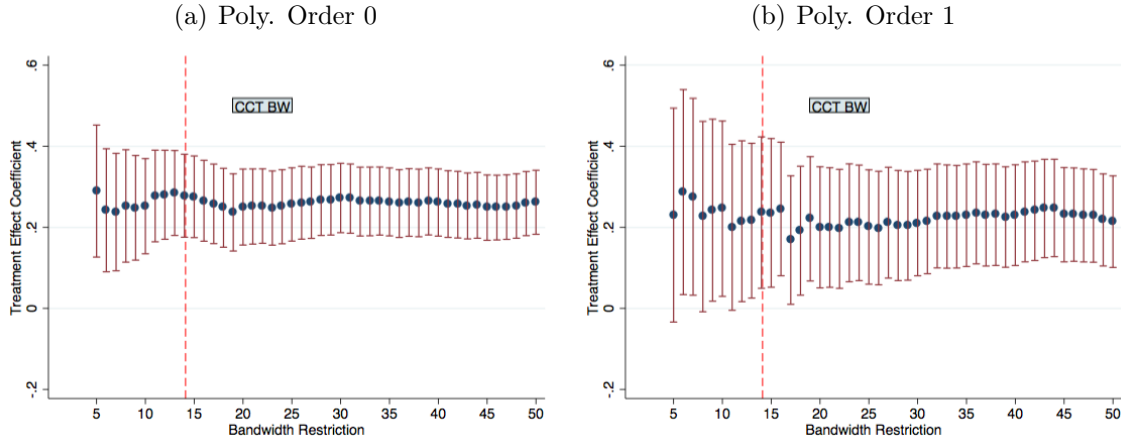 (a) Poly. Order 0
.6
.4
.2
0
-.2
Treatment Effect Coefficient
CCT BW
5 10 15 20 25 30 35 40 45 50
Bandwidth Restriction
(b) Poly. Order 1
.6
.4
.2
0
-.2
Treatment Effect Coefficient
CCT BW
5 10 15 20 25 30 35 40 45 50
Bandwidth Restriction